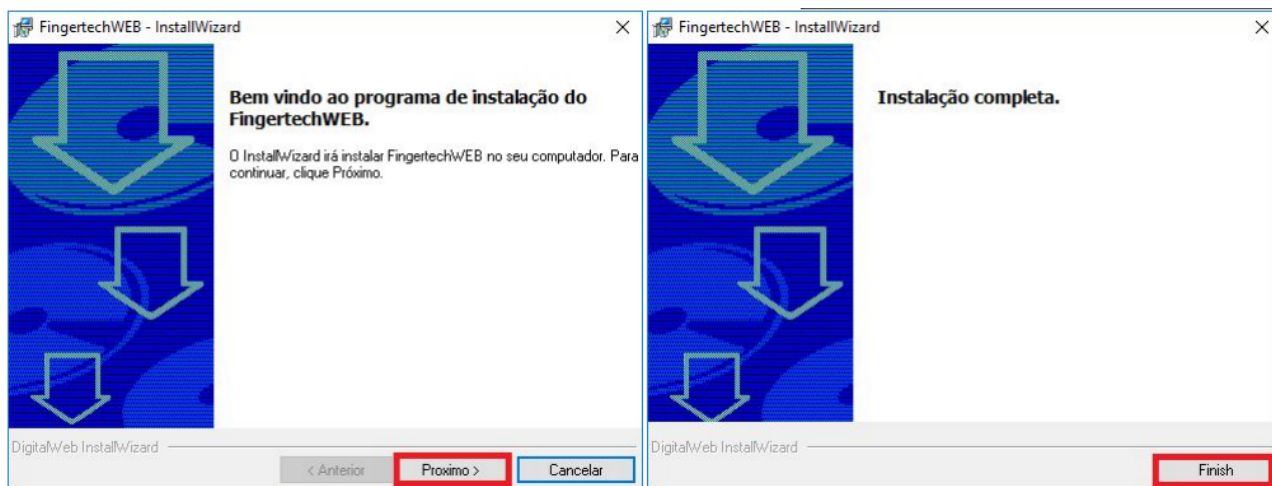 FingertechWEB - InstallWizard
Bem vindo ao programa de instalação do
FingertechWEB.
O InstallWizard irá instalar FingertechWEB no seu computador. Para
continuar, clique Próximo.
DigitalWeb InstallWizard
< Anterior
Proximo >
Cancelar
FingertechWEB - InstallWizard
Instalação completa.
DigitalWeb InstallWizard
Finish